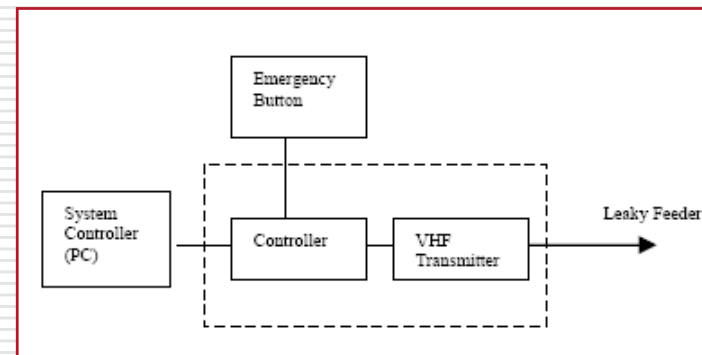 Emergency
Button
System
Controller
(PC)
Controller
VHF
Transmitter
Leaky Feeder